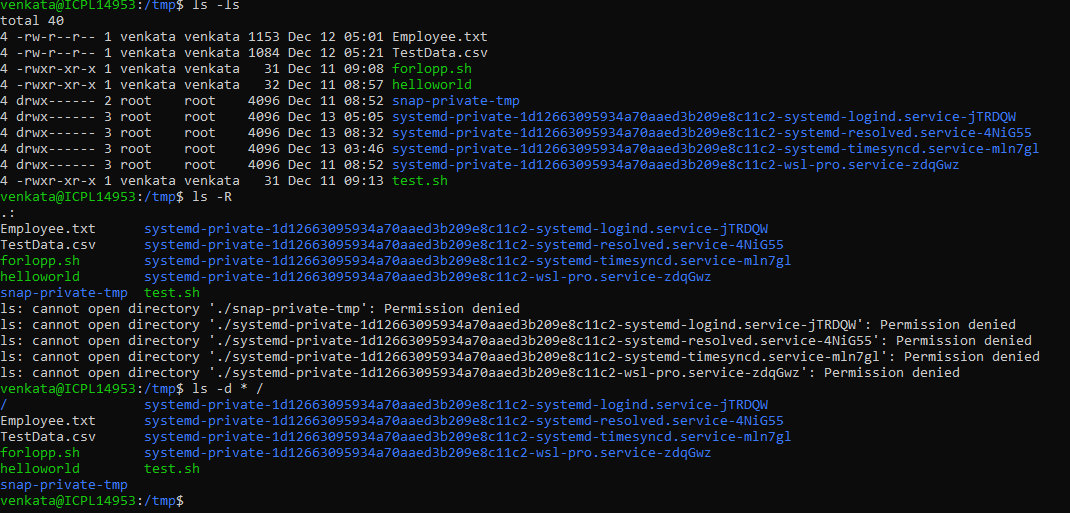 venkata@ICPL14953:/tmp$ ls -ls
total 40
4 -rw-r--r-- 1 venkata venkata 1153 Dec 12 05:01 Employee.txt
4 -rw-r--r-- 1 venkata venkata 1084 Dec 12 05:21 TestData.csv
4 -rwxr-xr-x 1 venkata venkata   31 Dec 11 09:08 forlopp.sh
4 -rwxr-xr-x 1 venkata venkata   32 Dec 11 08:57 helloworld
4 drwx------ 2 root    root    4096 Dec 11 08:52 snap-private-tmp
4 drwx------ 3 root    root    4096 Dec 13 05:05 systemd-private-1d12663095934a70aaed3b209e8c11c2-systemd-logind.service-jTRDQW
4 drwx------ 3 root    root    4096 Dec 13 08:32 systemd-private-1d12663095934a70aaed3b209e8c11c2-systemd-resolved.service-4NiG55
4 drwx------ 3 root    root    4096 Dec 13 03:46 systemd-private-1d12663095934a70aaed3b209e8c11c2-systemd-timesyncd.service-mln7gl
4 drwx------ 3 root    root    4096 Dec 11 08:52 systemd-private-1d12663095934a70aaed3b209e8c11c2-wsl-pro.service-zdqGwz
4 -rwxr-xr-x 1 venkata venkata   31 Dec 11 09:13 test.sh
venkata@ICPL14953:/tmp$ ls -R
.:
Employee.txt      systemd-private-1d12663095934a70aaed3b209e8c11c2-systemd-logind.service-jTRDQW
TestData.csv      systemd-private-1d12663095934a70aaed3b209e8c11c2-systemd-resolved.service-4NiG55
forlopp.sh        systemd-private-1d12663095934a70aaed3b209e8c11c2-systemd-timesyncd.service-mln7gl
helloworld        systemd-private-1d12663095934a70aaed3b209e8c11c2-wsl-pro.service-zdqGwz
snap-private-tmp  test.sh
ls: cannot open directory './snap-private-tmp': Permission denied
ls: cannot open directory './systemd-private-1d12663095934a70aaed3b209e8c11c2-systemd-logind.service-jTRDQW': Permission denied
ls: cannot open directory './systemd-private-1d12663095934a70aaed3b209e8c11c2-systemd-resolved.service-4NiG55': Permission denied
ls: cannot open directory './systemd-private-1d12663095934a70aaed3b209e8c11c2-systemd-timesyncd.service-mln7gl': Permission denied
ls: cannot open directory './systemd-private-1d12663095934a70aaed3b209e8c11c2-wsl-pro.service-zdqGwz': Permission denied
venkata@ICPL14953:/tmp$ ls -d * /
/                 systemd-private-1d12663095934a70aaed3b209e8c11c2-systemd-logind.service-jTRDQW
Employee.txt      systemd-private-1d12663095934a70aaed3b209e8c11c2-systemd-resolved.service-4NiG55
TestData.csv      systemd-private-1d12663095934a70aaed3b209e8c11c2-systemd-timesyncd.service-mln7gl
forlopp.sh        systemd-private-1d12663095934a70aaed3b209e8c11c2-wsl-pro.service-zdqGwz
helloworld        test.sh
snap-private-tmp
venkata@ICPL14953:/tmp$